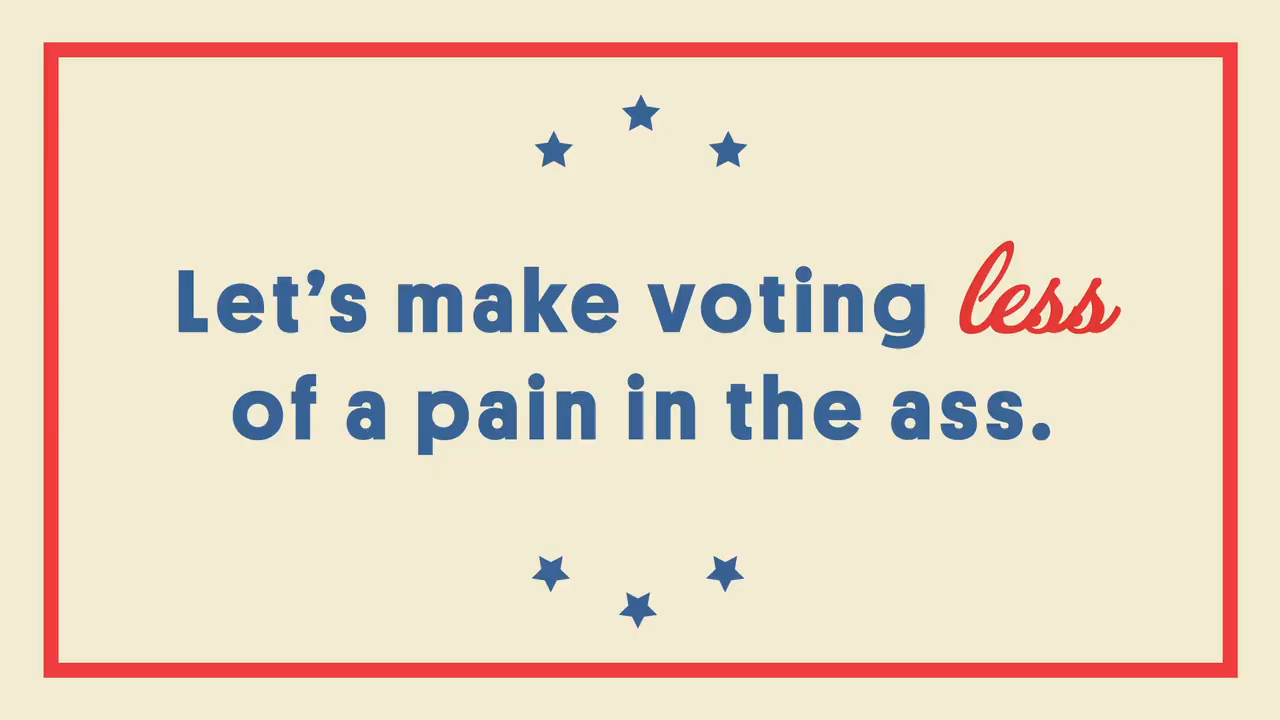 Let’s make voting less
of a pain in the ass.